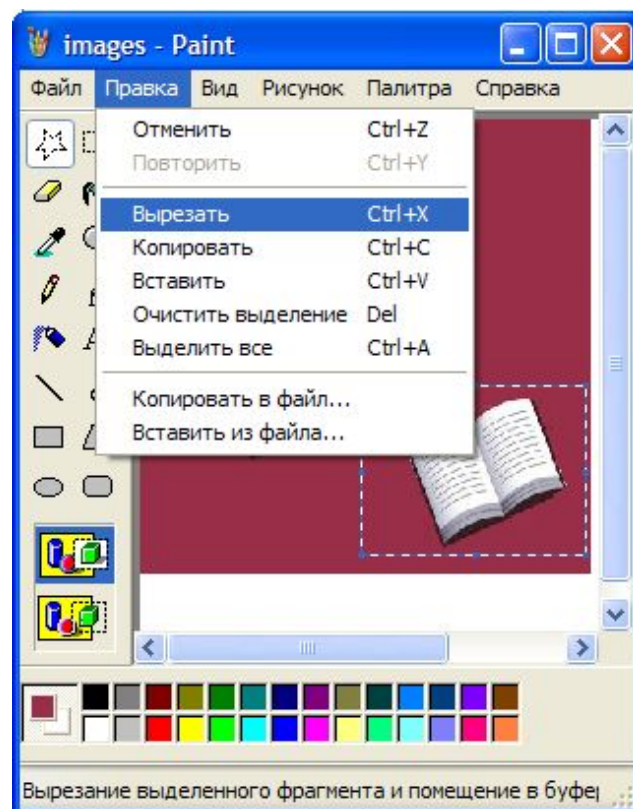 images - Paint
Файл Правка Вид Рисунок Палитра Справка
Отменить Ctrl+Z
Повторить Ctrl+Y
Вырезать Ctrl+X
Копировать Ctrl+C
Вставить Ctrl+V
Очистить выделение Del
Выделить все Ctrl+A
Копировать в файл...
Вставить из файла...
Вырезание выделенного фрагмента и помещение в буфе